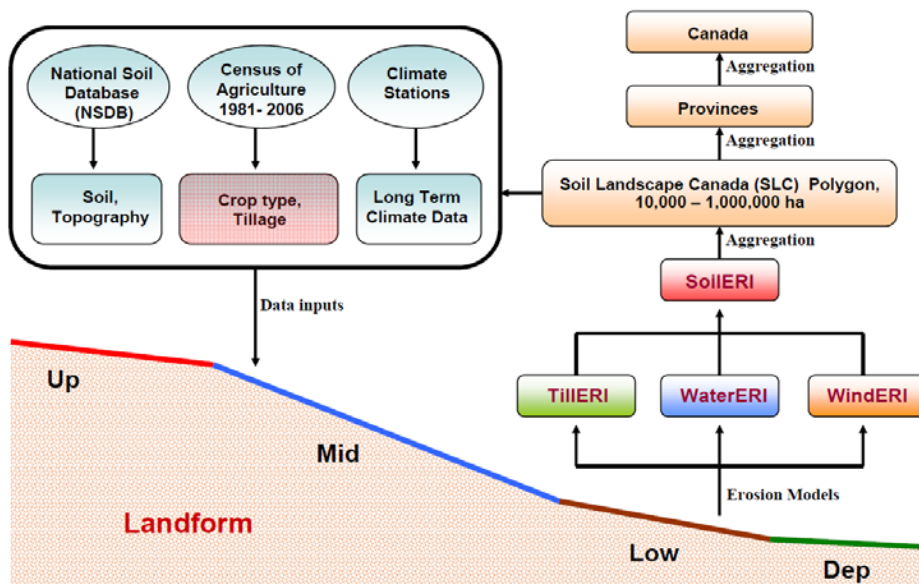 National Soil
Database
(NSDB)
Census of
Agriculture
1981- 2006
Climate
Stations
Soil,
Topography
Crop type,
Tillage
Long Term
Climate Data
Data inputs
Canada
Aggregation
Provinces
Aggregation
Soil Landscape Canada (SLC) Polygon,
10,000 – 1,000,000 ha
Aggregation
SoilERI
TillERI
WaterERI
WindERI
Erosion Models
Up
Mid
Landform
Low
Dep